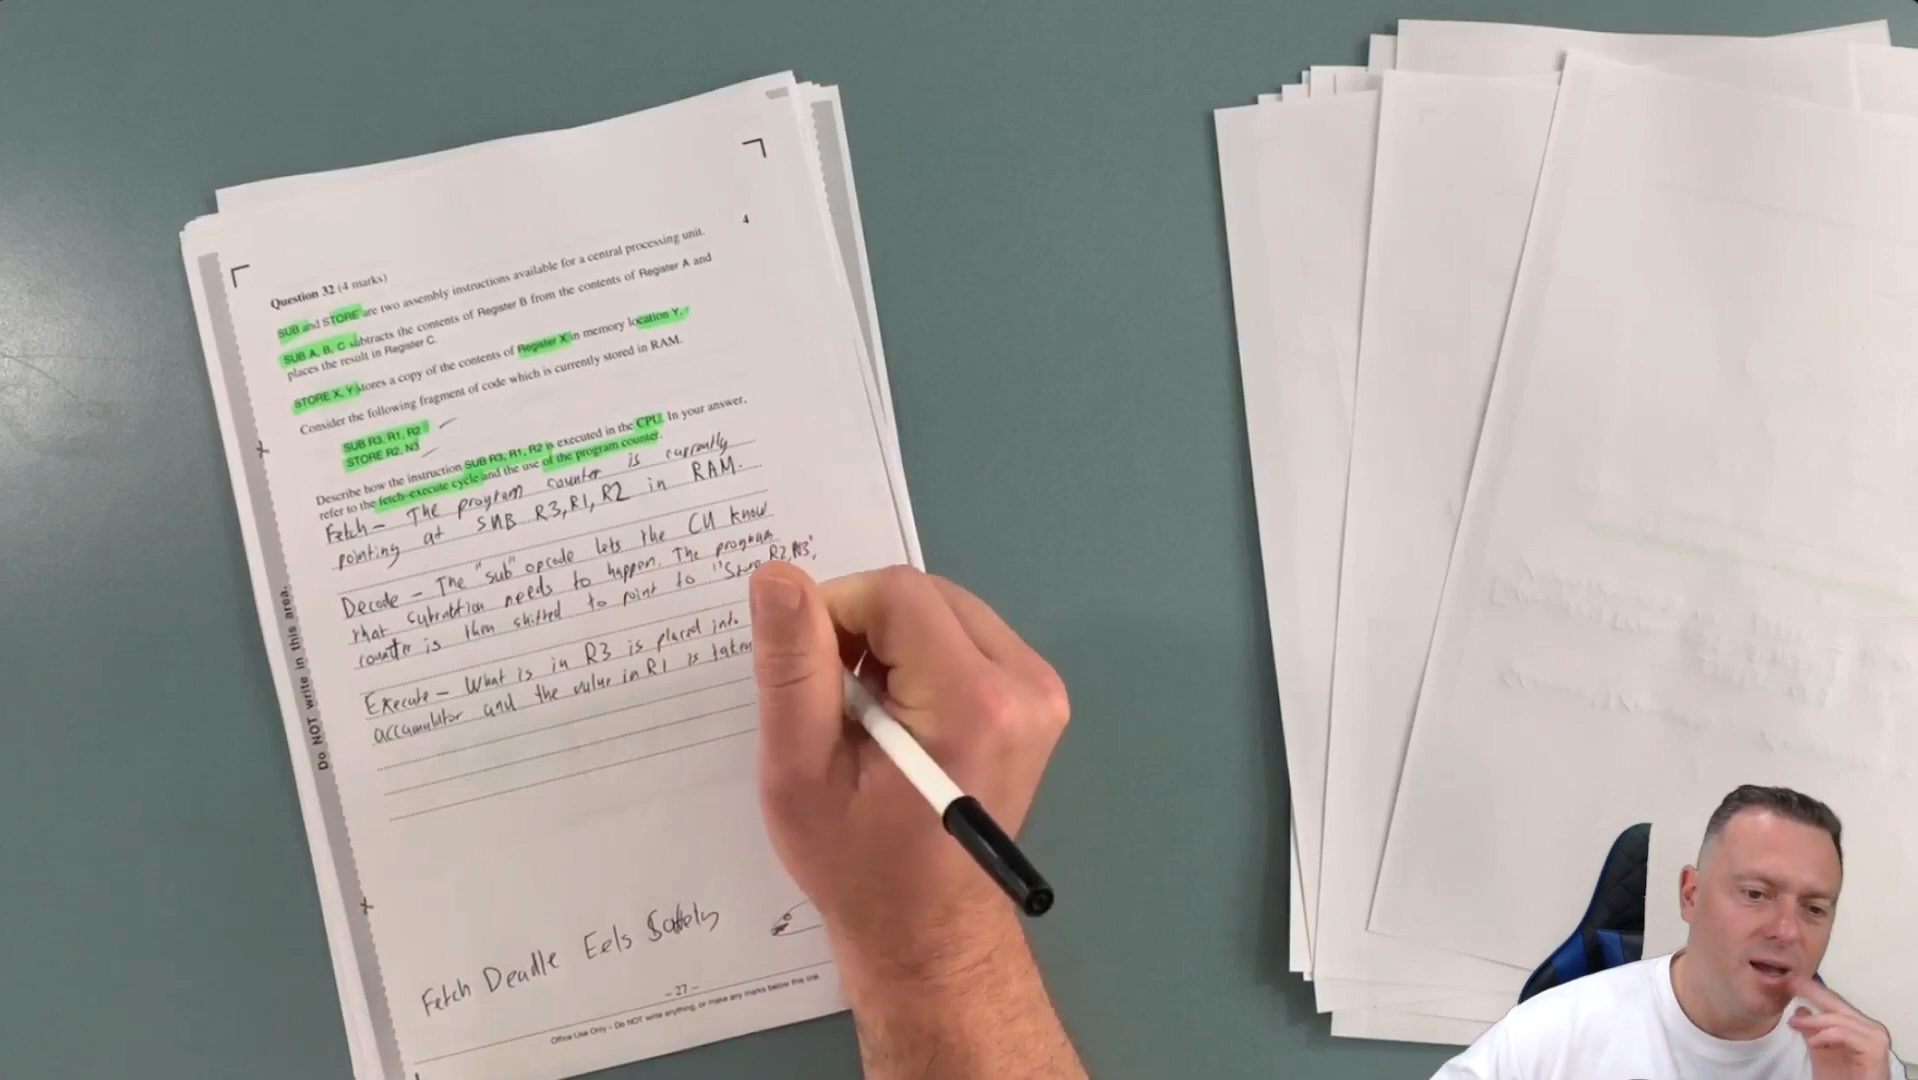 4
Question 32 (4 marks)
SUB and STORE are two assembly instructions available for a central processing unit.
SUB A, B, C subtracts the contents of Register B from the contents of Register A and
places the result in Register C.
STORE X, Y stores a copy of the contents of Register X in memory location Y.
Consider the following fragment of code which is currently stored in RAM.
SUB R3, R1, R2
STORE R2, N3
Describe how the instruction SUB R3, R1, R2 is executed in the CPU. In your answer,
refer to the fetch–execute cycle and the use of the program counter.
Fetch – The program counter is currently
pointing at SUB R3, R1, R2 in RAM.
Decode – The "sub" opcode lets the CU know
that subtraction needs to happen. The program
counter is then shifted to point to "Store R2, N3".
Execute – What is in R3 is placed into
accumulator and the value in R1 is taken
Do NOT write in this area.
Fetch Deadle Eels Safely
– 27 –
Office Use Only – Do NOT write anything, or make any marks below this line.